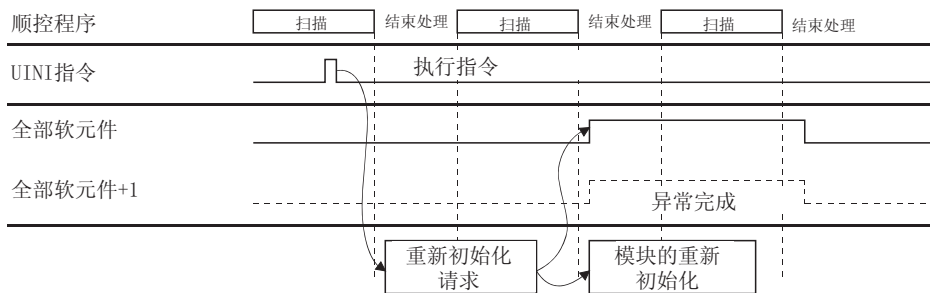 顺控程序
扫描
结束处理
扫描
结束处理
扫描
结束处理
UINI指令
执行指令
全部软元件
全部软元件+1
异常完成
重新初始化
请求
模块的重新
初始化